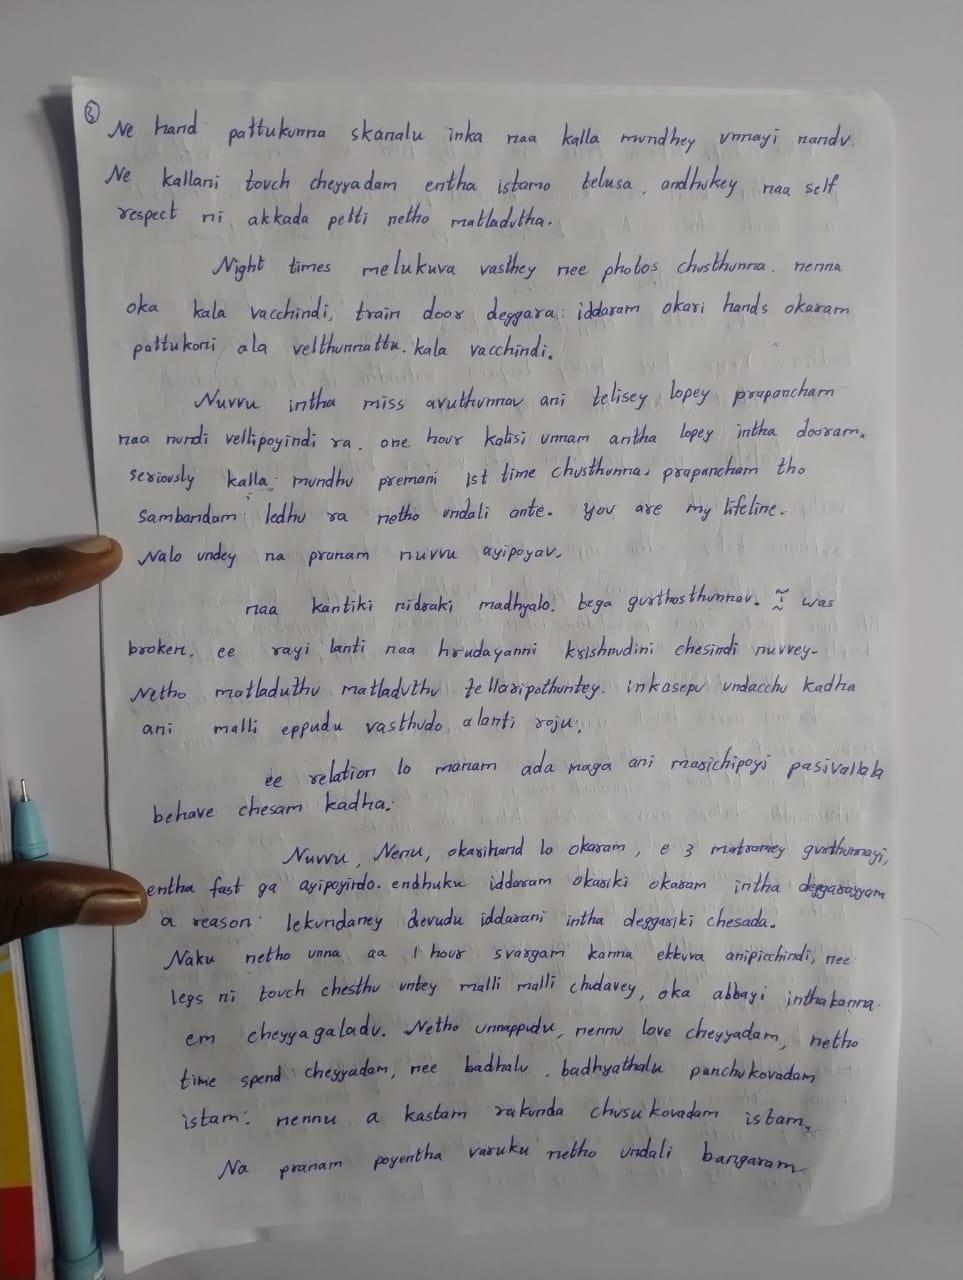 ③
Ne hand pattukunna skanalu inka naa kalla mundhey unnayi nandu.
Ne kallani touch cheyyadam entha istamo telusa, andhukey, naa self
respect ni, akkada petti netho matladutha.
Night times melukuva vasthey nee photos chusthunna. nenna
oka kala vacchindi, train door deggara: iddaram okari hands okaram
pattukoni ala velthunnattu. kala vacchindi.
Nuvvu intha miss avuthunnav ani telisey lopey prapancham
naa nundi vellipoyindi ra. one hour kalisi unnam antha lopey intha dooram.
seriously kalla mundhu premani 1st time chusthunna. prapancham tho
sambandam ledhu ra netho undali ante. You are my lifeline.
Nalo undey na pranam nuvvu ayipoyav.
naa kantiki nidraki madhyalo. bega gurthosthunnav. I was
broken. ee rayi lanti naa hrudayanni krishnudini chesindi nuvvey.
Netho matladuthu matladuthu tellaripothuntey. inkasepu undacchu kadha
ani malli eppudu vasthudo alanti roju.
ee relation lo manam ada maga ani marichipoyi pasivallala
behave chesam kadha.
Nuvvu, Nenu, okarihand lo okaram, e 3 matramey gurthunnayi,
entha fast ga ayipoyindo. endhuku iddaram okariki okaram intha deggarayyam
a reason lekundaney devudu iddarani intha deggariki chesada.
Naku netho unna aa 1 hour svargam kanna ekkuva anipicchindi, nee
legs ni touch chesthu untey malli malli chudavey, oka abbayi inthakanna.
em cheyyagaladu. Netho unnappudu, nennu love cheyyadam, netho
time spend cheyyadam, nee badhalu, badhyathalu panchukovadam
istam. nennu a kastam rakunda chusukovadam istam.
Na pranam poyentha varuku netho undali bangaram